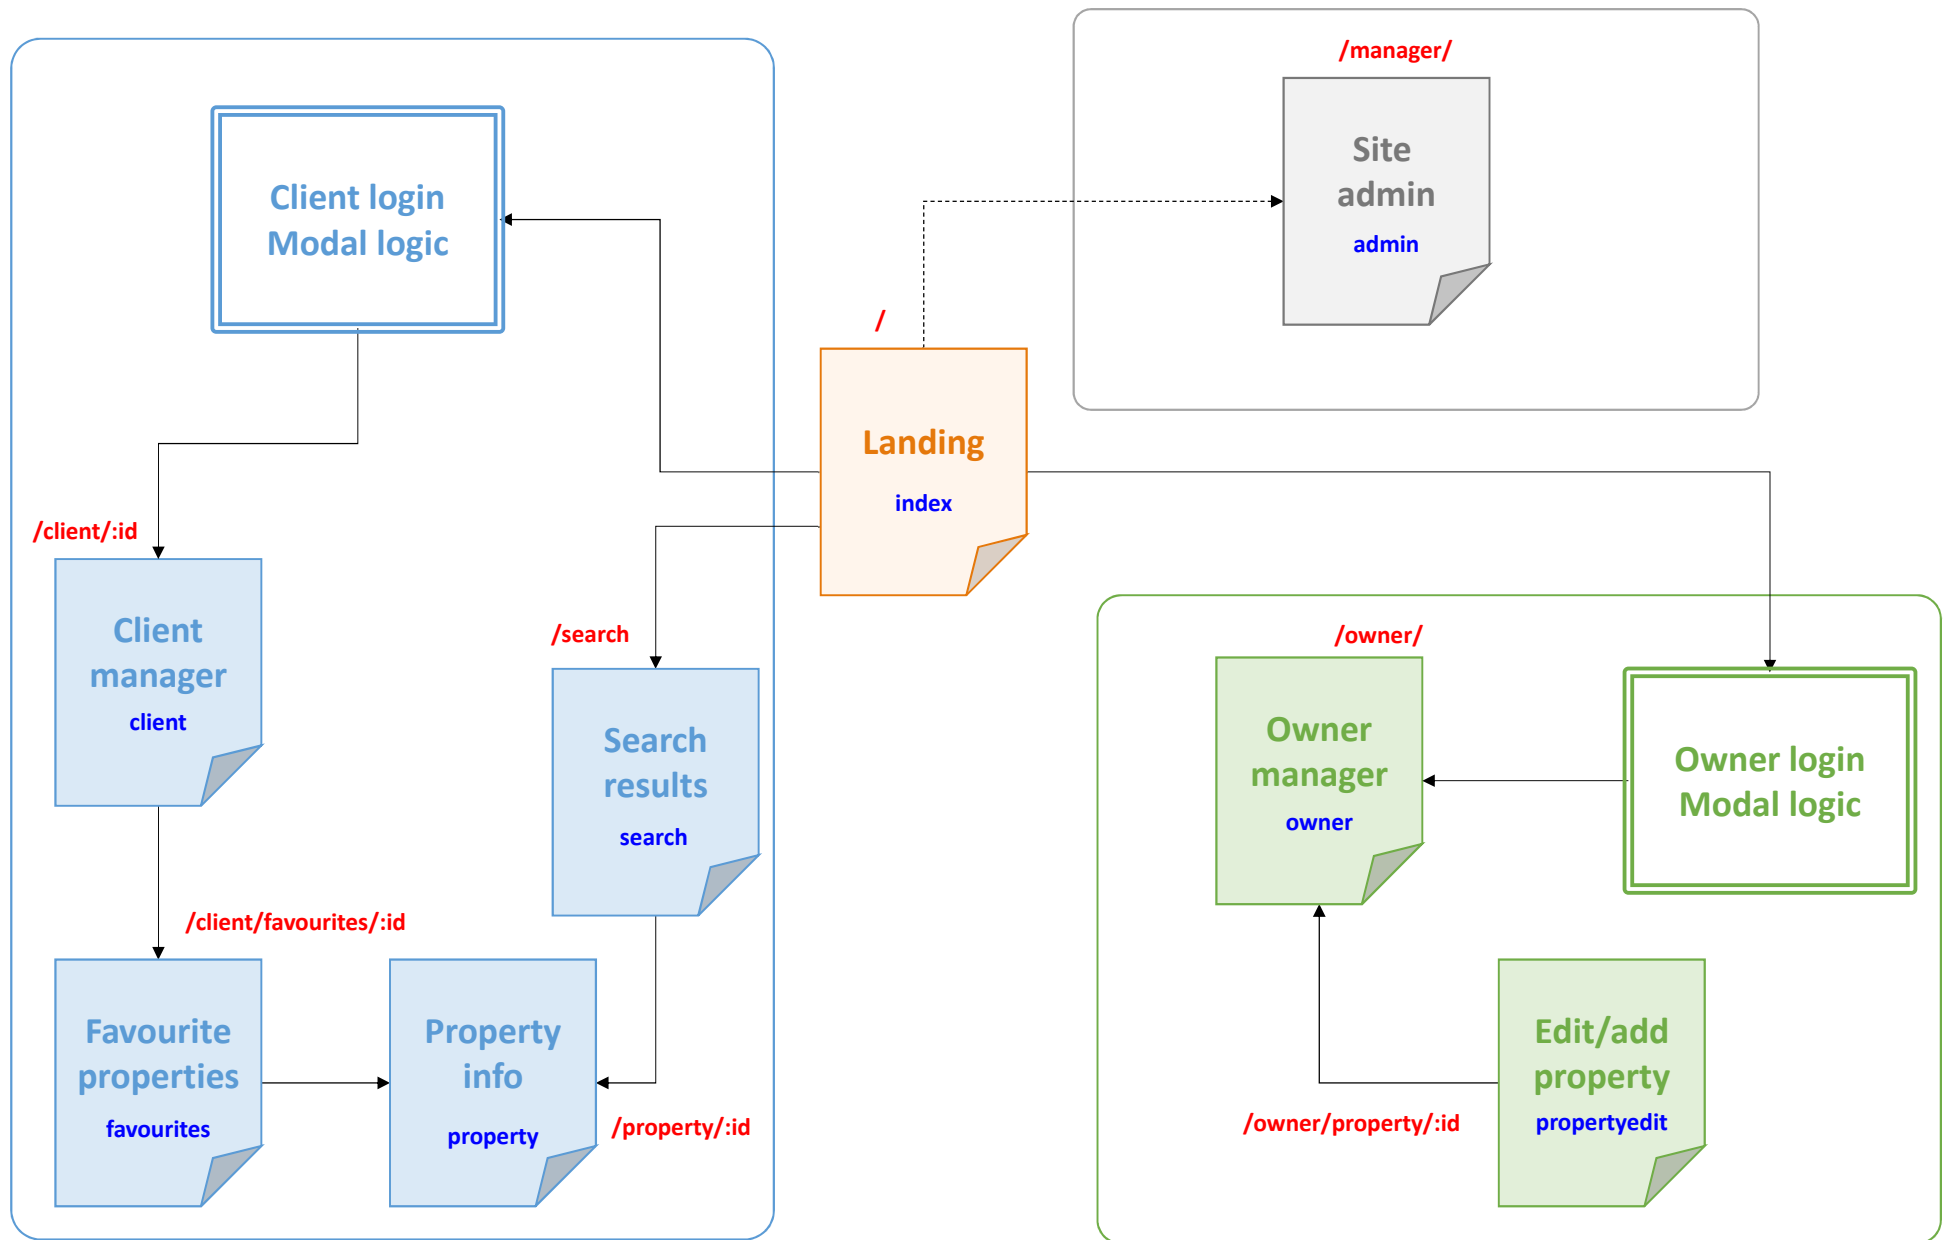 /manager/
Site
admin
admin
Client login
Modal logic
/
Landing
index
/client/:id
Client
manager
client
/search
Search
results
search
/owner/
Owner
manager
owner
Owner login
Modal logic
/client/favourites/:id
Favourite
properties
favourites
Property
info
property
/property/:id
/owner/property/:id
Edit/add
property
propertyedit